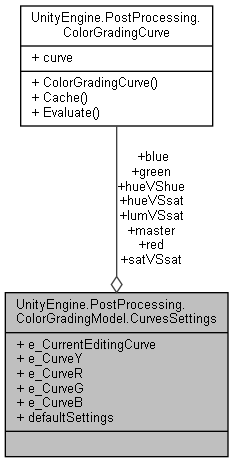 UnityEngine.PostProcessing.
ColorGradingCurve
+ curve
+ ColorGradingCurve()
+ Cache()
+ Evaluate()
+blue
+green
+hueVShue
+hueVSsat
+lumVSsat
+master
+red
+satVSsat
UnityEngine.PostProcessing.
ColorGradingModel.CurvesSettings
+ e_CurrentEditingCurve
+ e_CurveY
+ e_CurveR
+ e_CurveG
+ e_CurveB
+ defaultSettings